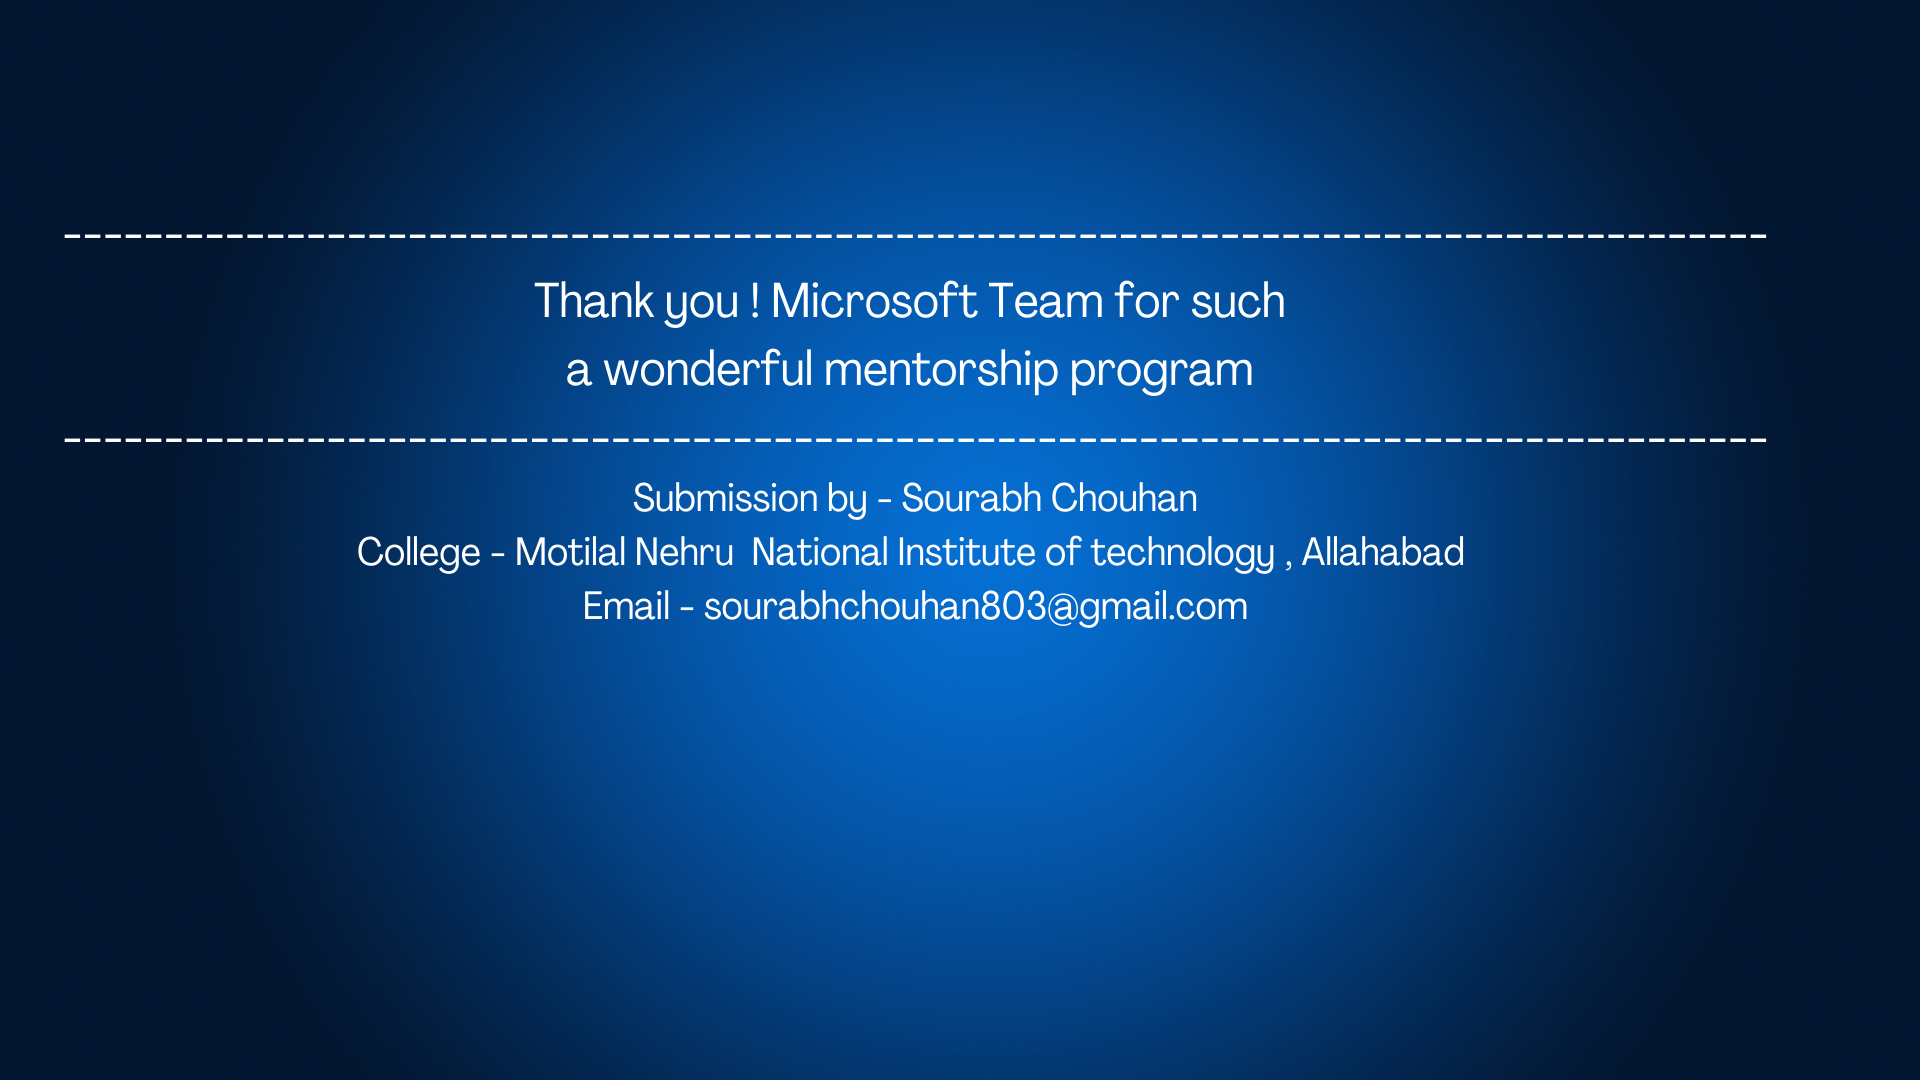 Thank you ! Microsoft Team for such
a wonderful mentorship program
Submission by - Sourabh Chouhan
College - Motilal Nehru  National Institute of technology , Allahabad
Email - sourabhchouhan803@gmail.com